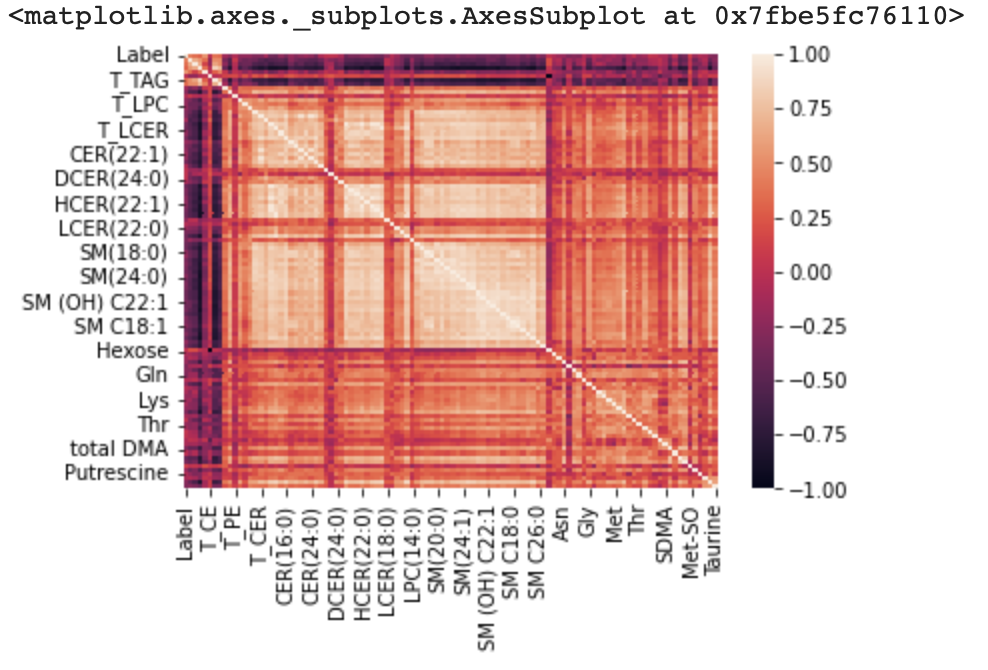 <matplotlib.axes._subplots.AxesSubplot at 0x7fbe5fc76110>
Label
T_TAG
T_LPC
T_LCER
CER(22:1)
DCER(24:0)
HCER(22:1)
LCER(22:0)
SM(18:0)
SM(24:0)
SM (OH) C22:1
SM C18:1
Hexose
Gln
Lys
Thr
total DMA
Putrescine
Label
T_CE
T_PE
T_CER
CER(16:0)
CER(24:0)
DCER(24:0)
HCER(22:0)
LCER(18:0)
LPC(14:0)
SM(20:0)
SM(24:1)
SM (OH) C22:1
SM C18:0
SM C26:0
Asn
Gly
Met
Thr
SDMA
Met-SO
Taurine
1.00
0.75
0.50
0.25
0.00
−0.25
−0.50
−0.75
−1.00